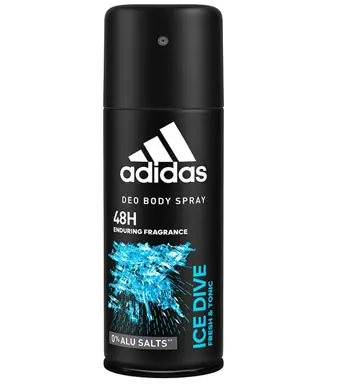 adidas
DEO BODY SPRAY
48H
ENDURING FRAGRANCE
ICE DIVE
FRESH & TONIC
0% ALU SALTS**